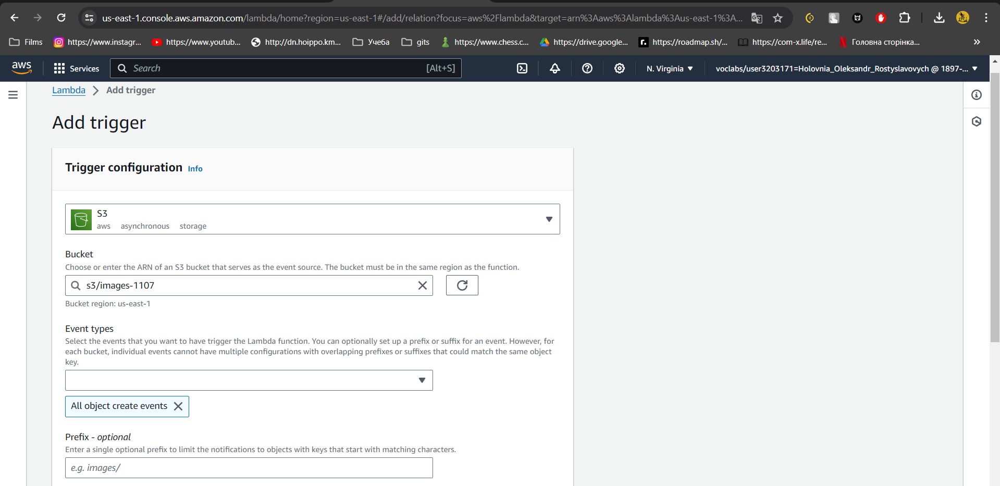 us-east-1.console.aws.amazon.com/lambda/home?region=us-east-1#/add/relation?focus=aws%2Flambda&target=arn%3Aaws%3Alambda%3Aus-east-1%3A...
Films https://www.instagr... https://www.youtub... http://dn.hoippo.km... Учеба gits https://www.chess.c... https://drive.google... r. https://roadmap.sh/... https://com-x.life/re... Головна сторінка...
aws Services Search [Alt+S] N. Virginia voclabs/user3203171=Holovnia_Oleksandr_Rostyslavovych @ 1897-...
Lambda Add trigger
Add trigger
Trigger configuration Info
S3
aws asynchronous storage
Bucket
Choose or enter the ARN of an S3 bucket that serves as the event source. The bucket must be in the same region as the function.
s3/images-1107
Bucket region: us-east-1
Event types
Select the events that you want to have trigger the Lambda function. You can optionally set up a prefix or suffix for an event. However, for
each bucket, individual events cannot have multiple configurations with overlapping prefixes or suffixes that could match the same object
key.
All object create events
Prefix - optional
Enter a single optional prefix to limit the notifications to objects with keys that start with matching characters.
e.g. images/